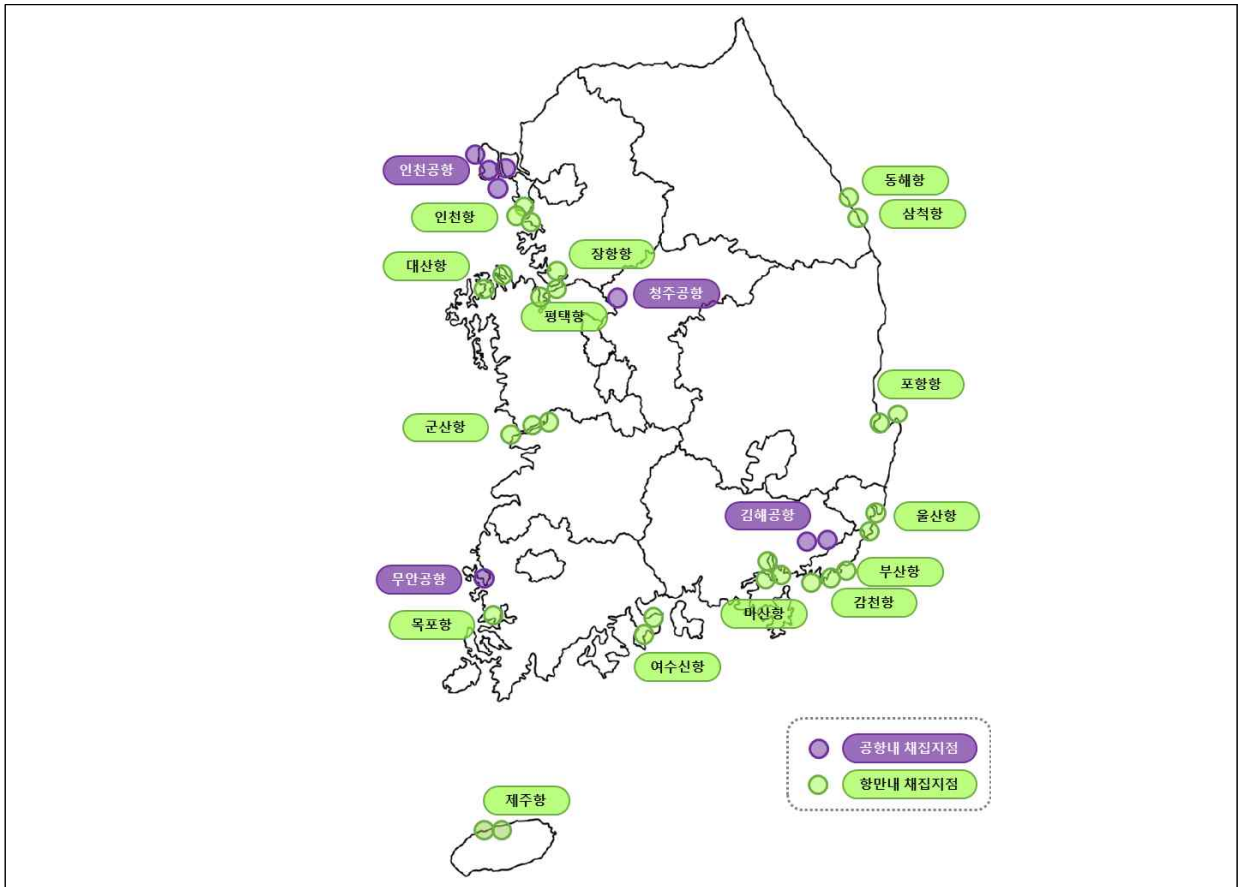 인천공항
동해항
인천항
삼척항
장항항
대산항
청주공항
평택항
포항항
군산항
김해공항
울산항
무안공항
부산항
감천항
마산항
목포항
여수신항
공항내 채집지점
항만내 채집지점
제주항